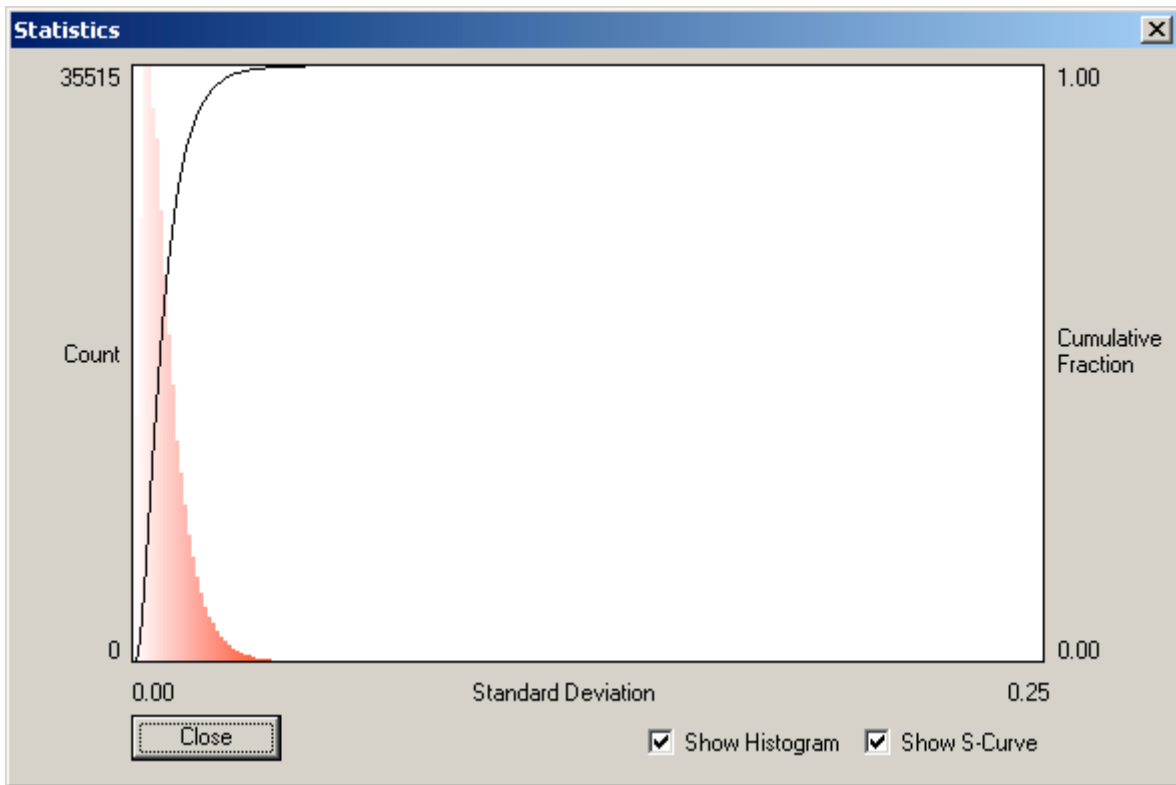 Statistics
35515
1.00
Count
Cumulative
Fraction
0
0.00
0.00
Standard Deviation
0.25
Close
Show Histogram
Show S-Curve